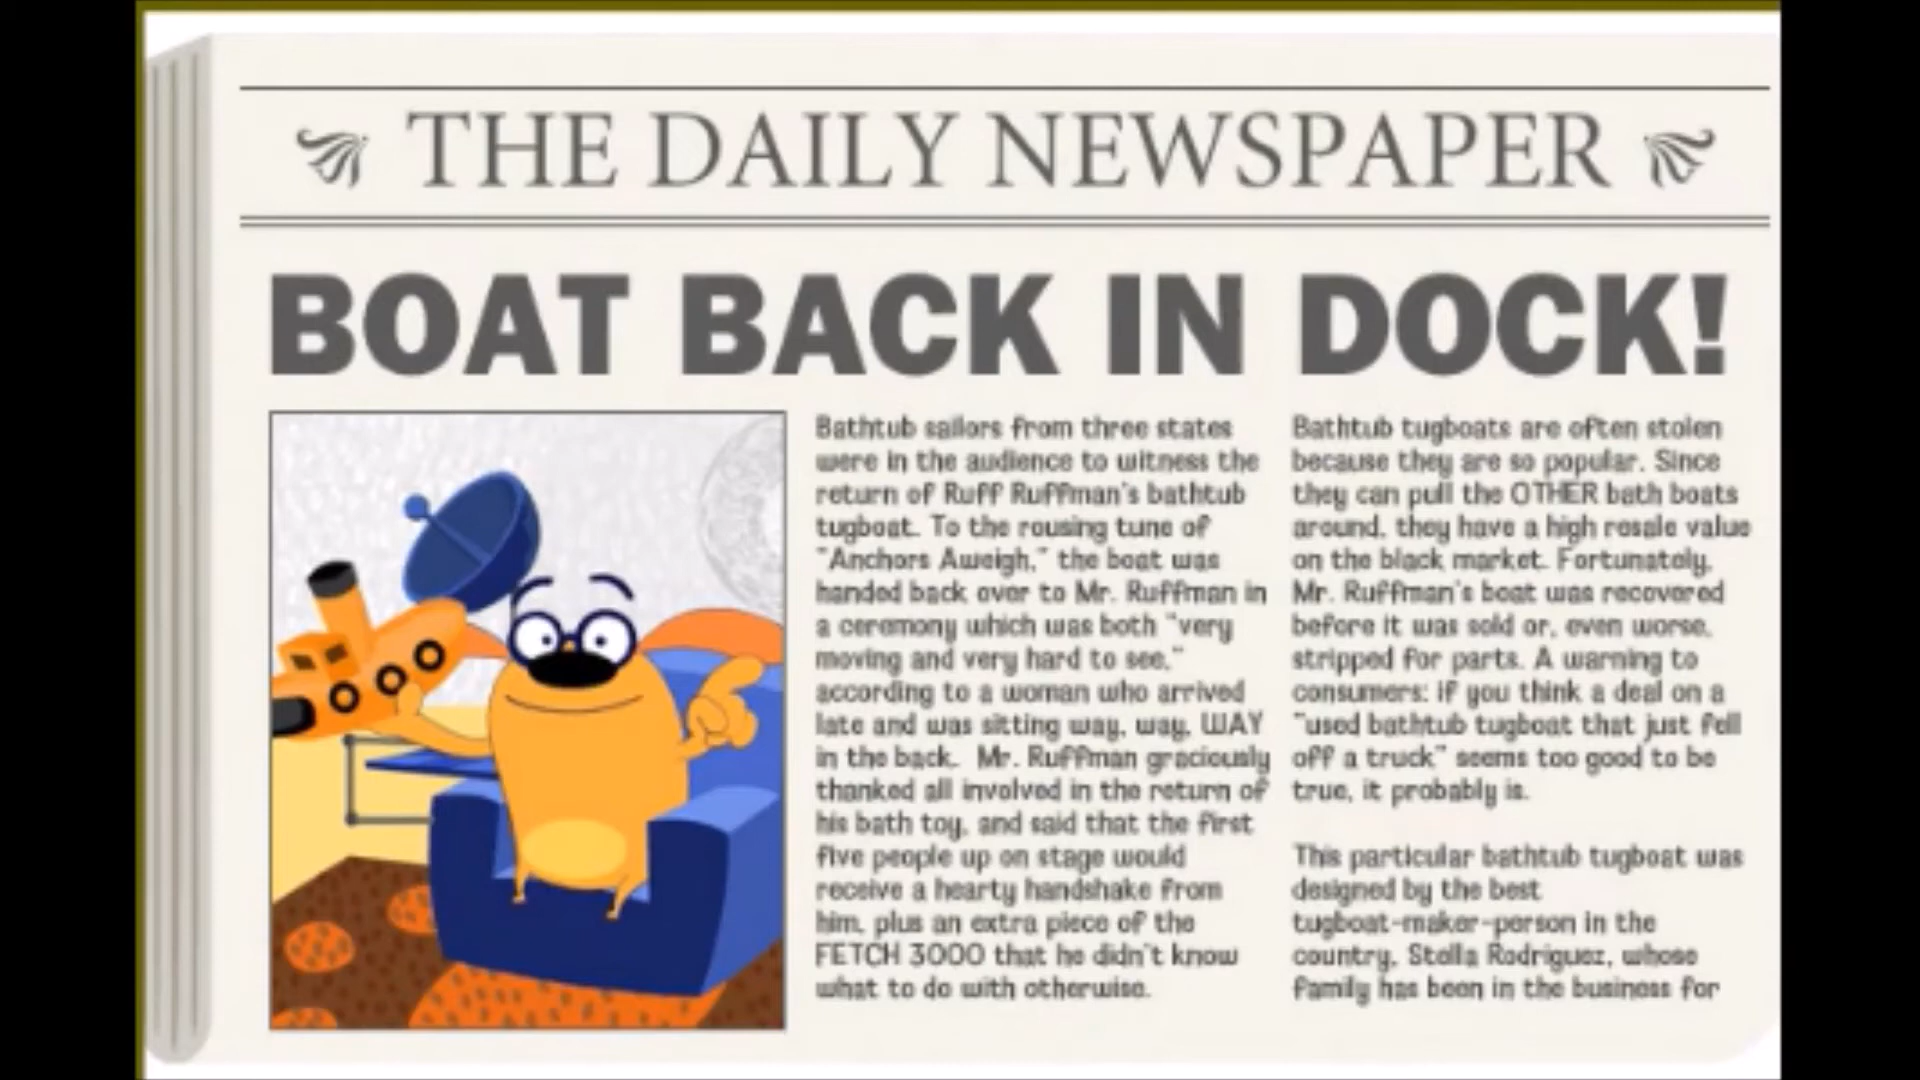 THE DAILY NEWSPAPER
BOAT BACK IN DOCK!
Bathtub sailors from three states
were in the audience to witness the
return of Ruff Ruffman's bathtub
tugboat. To the rousing tune of
"Anchors Aweigh," the boat was
handed back over to Mr. Ruffman in
a ceremony which was both "very
moving and very hard to see,"
according to a woman who arrived
late and was sitting way, way, WAY
in the back. Mr. Ruffman graciously
thanked all involved in the return of
his bath toy, and said that the first
five people up on stage would
receive a hearty handshake from
him, plus an extra piece of the
FETCH 3000 that he didn't know
what to do with otherwise.
Bathtub tugboats are often stolen
because they are so popular. Since
they can pull the OTHER bath boats
around, they have a high resale value
on the black market. Fortunately,
Mr. Ruffman's boat was recovered
before it was sold or, even worse,
stripped for parts. A warning to
consumers: if you think a deal on a
"used bathtub tugboat that just fell
off a truck" seems too good to be
true, it probably is.
This particular bathtub tugboat was
designed by the best
tugboat-maker-person in the
country, Stella Rodriguez, whose
family has been in the business for